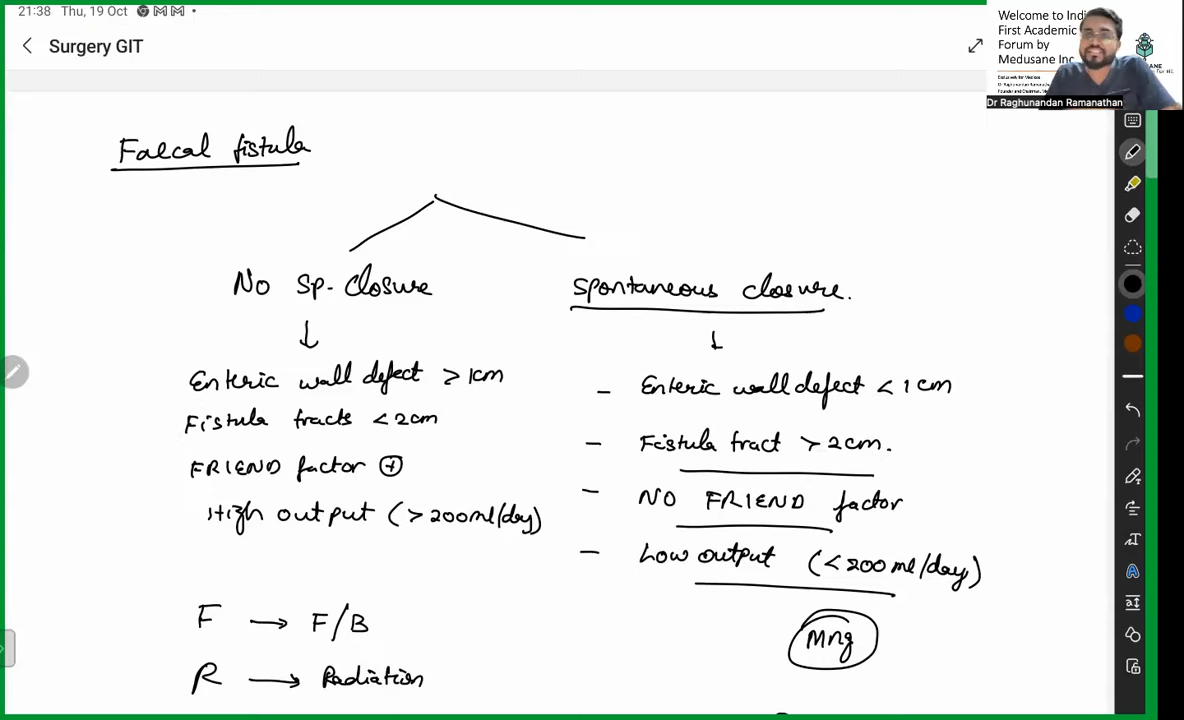 21:38 Thu, 19 Oct
Surgery GIT
Welcome to Indi
First Academic
Forum by
Medusane Inc
Dr Raghunandan Ramanathan
Faecal fistula
No Sp. Closure
Spontaneous closure.
Enteric wall defect > 1cm
Fistula tracts < 2cm
FRIEND factor +
High output (> 200ml/day)
- Enteric wall defect < 1cm
- Fistula tract > 2cm.
- NO FRIEND factor
- Low output (< 200 ml/day)
Mng
F → F/B
R → Radiation